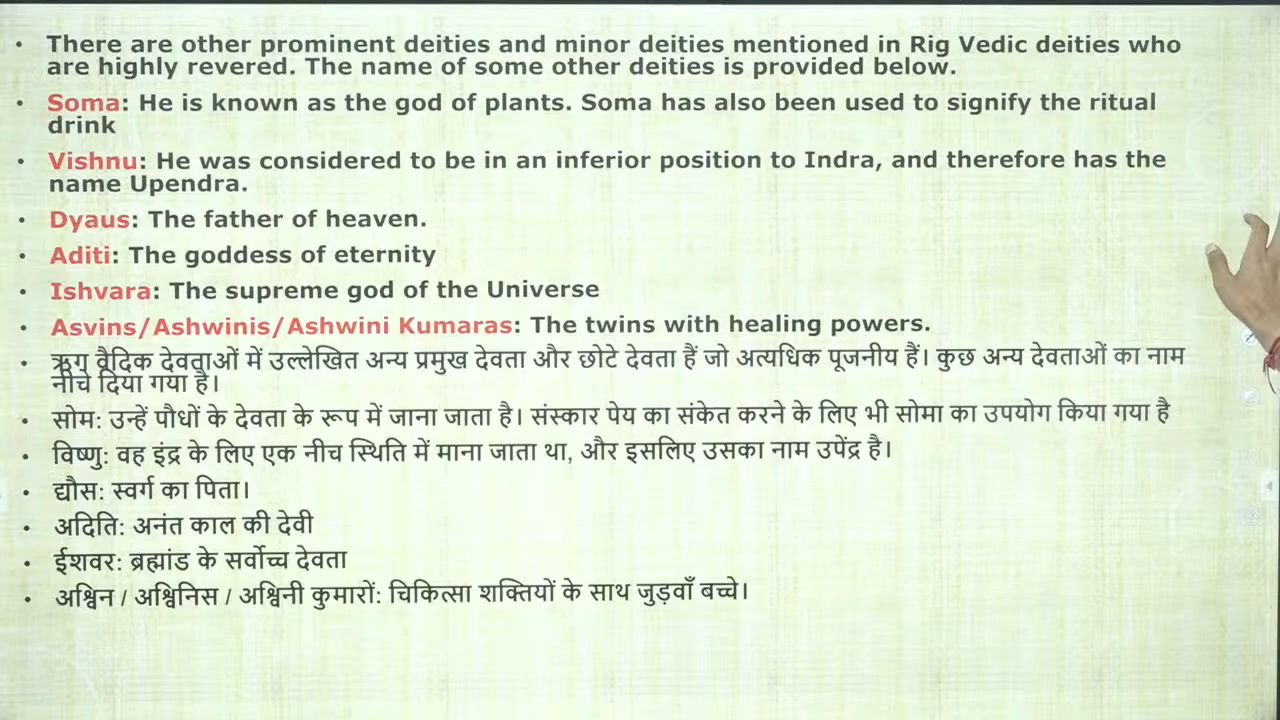 • There are other prominent deities and minor deities mentioned in Rig Vedic deities who
are highly revered. The name of some other deities is provided below.
• Soma: He is known as the god of plants. Soma has also been used to signify the ritual
drink
• Vishnu: He was considered to be in an inferior position to Indra, and therefore has the
name Upendra.
• Dyaus: The father of heaven.
• Aditi: The goddess of eternity
• Ishvara: The supreme god of the Universe
• Asvins/Ashwinis/Ashwini Kumaras: The twins with healing powers.
• ऋग वैदिक देवताओं में उल्लेखित अन्य प्रमुख देवता और छोटे देवता हैं जो अत्यधिक पूजनीय हैं। कुछ अन्य देवताओं का नाम
नीचे दिया गया है।
• सोम: उन्हें पौधों के देवता के रूप में जाना जाता है। संस्कार पेय का संकेत करने के लिए भी सोमा का उपयोग किया गया है
• विष्णु: वह इंद्र के लिए एक नीच स्थिति में माना जाता था, और इसलिए उसका नाम उपेंद्र है।
• द्यौस: स्वर्ग का पिता।
• अदिति: अनंत काल की देवी
• ईशवर: ब्रह्मांड के सर्वोच्च देवता
• अश्विन / अश्विनिस / अश्विनी कुमारों: चिकित्सा शक्तियों के साथ जुड़वाँ बच्चे।